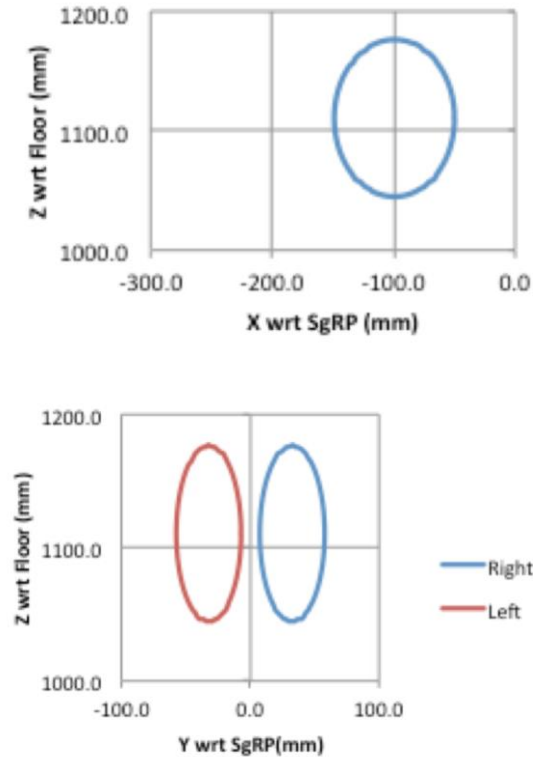 1200.0
Z wrt Floor (mm)
1100.0
1000.0
-300.0 -200.0 -100.0 0.0
X wrt SgRP (mm)
1200.0
Z wrt Floor (mm)
1100.0
1000.0
-100.0 0.0 100.0
Y wrt SgRP(mm)
Right
Left